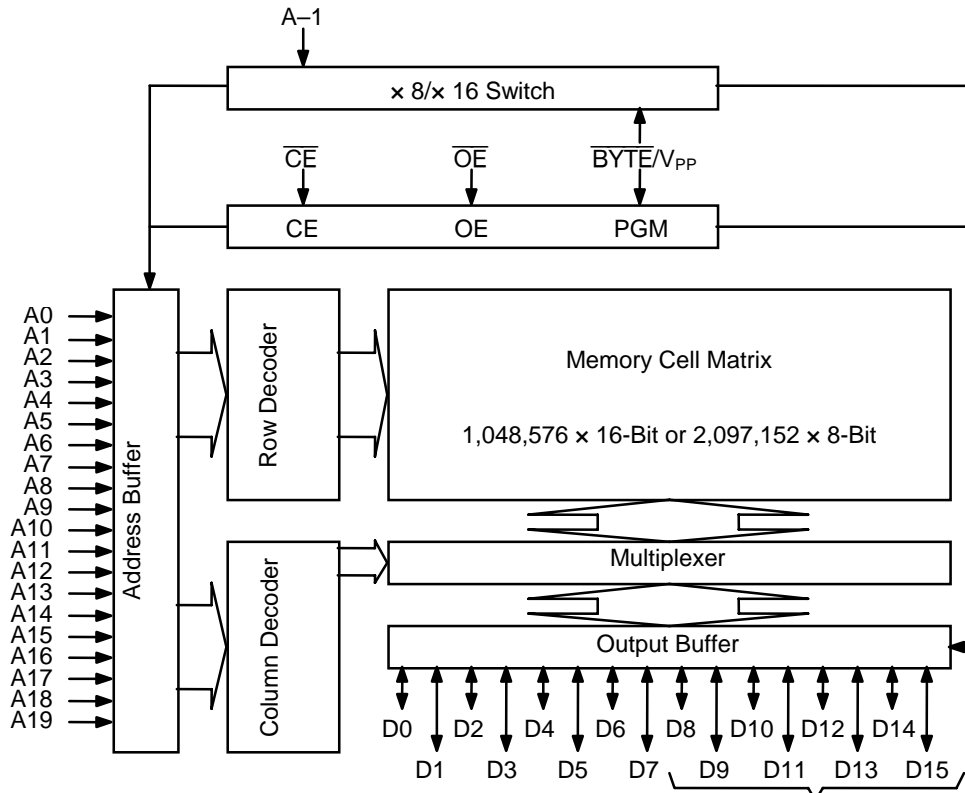 A–1
× 8/× 16 Switch
CE OE BYTE/VPP
CE OE PGM
A0
A1
A2
A3
A4
A5
A6
A7
A8
A9
A10
A11
A12
A13
A14
A15
A16
A17
A18
A19
Address Buffer
Row Decoder
Column Decoder
Memory Cell Matrix
1,048,576 × 16-Bit or 2,097,152 × 8-Bit
Multiplexer
Output Buffer
D0 D2 D4 D6 D8 D10 D12 D14
D1 D3 D5 D7 D9 D11 D13 D15